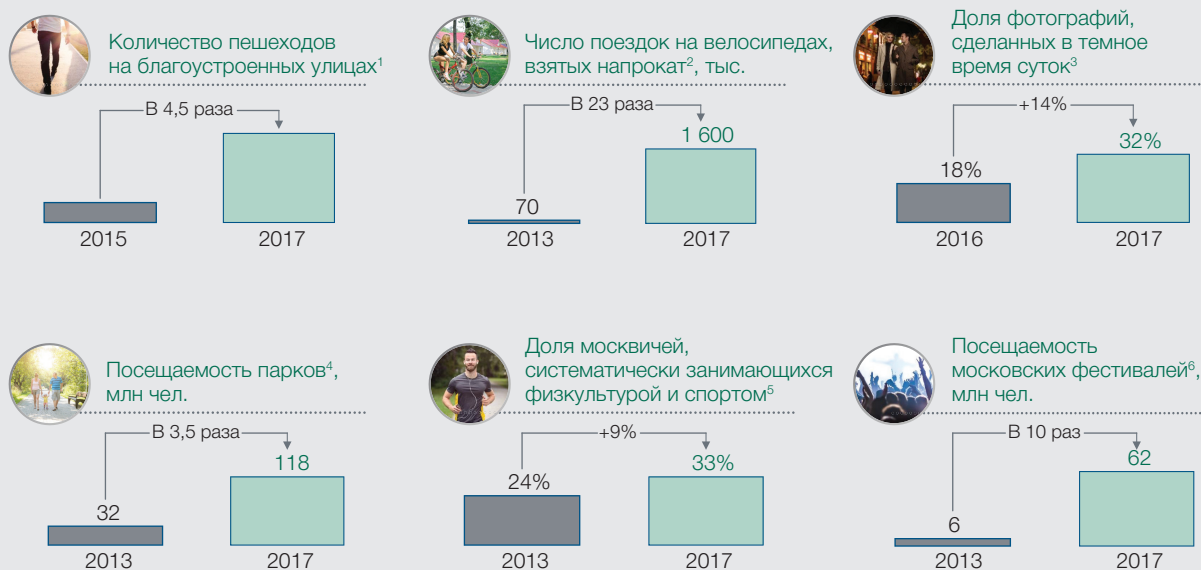 Количество пешеходов
на благоустроенных улицах¹
В 4,5 раза
2015
2017
Число поездок на велосипедах,
взятых напрокат², тыс.
В 23 раза
70
1 600
2013
2017
Доля фотографий,
сделанных в темное
время суток³
+14%
18%
32%
2016
2017
Посещаемость парков⁴,
млн чел.
В 3,5 раза
32
118
2013
2017
Доля москвичей,
систематически занимающихся
физкультурой и спортом⁵
+9%
24%
33%
2013
2017
Посещаемость
московских фестивалей⁶,
млн чел.
В 10 раз
6
62
2013
2017